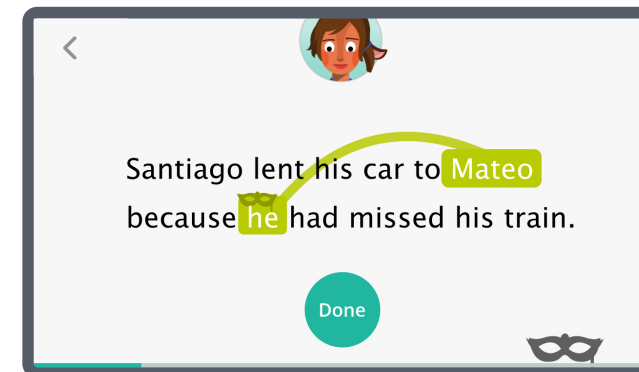 Santiago lent his car to Mateo
because he had missed his train.
Done